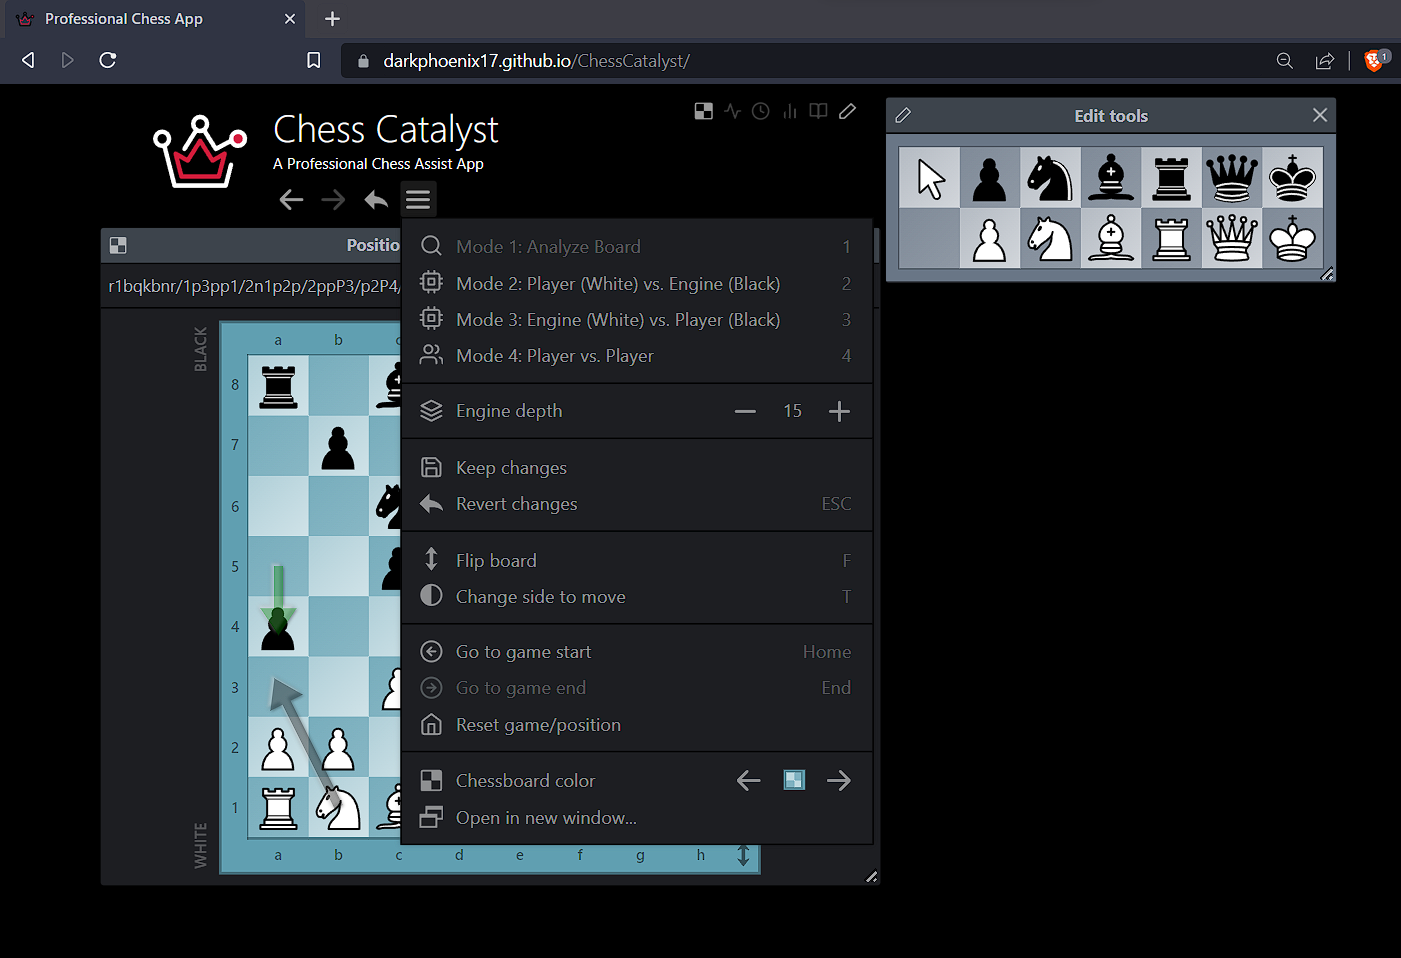 Professional Chess App
darkphoenix17.github.io/ChessCatalyst/
1
Chess Catalyst
A Professional Chess Assist App
Edit tools
Positio
r1bqkbnr/1p3pp1/2n1p2p/2ppP3/p2P4/
Mode 1: Analyze Board 1
Mode 2: Player (White) vs. Engine (Black) 2
Mode 3: Engine (White) vs. Player (Black) 3
Mode 4: Player vs. Player 4
Engine depth 15
Keep changes
Revert changes ESC
Flip board F
Change side to move T
Go to game start Home
Go to game end End
Reset game/position
Chessboard color
Open in new window...
BLACK
a b c
8
7
6
5
4
3
2
1
WHITE
a b c d e f g h